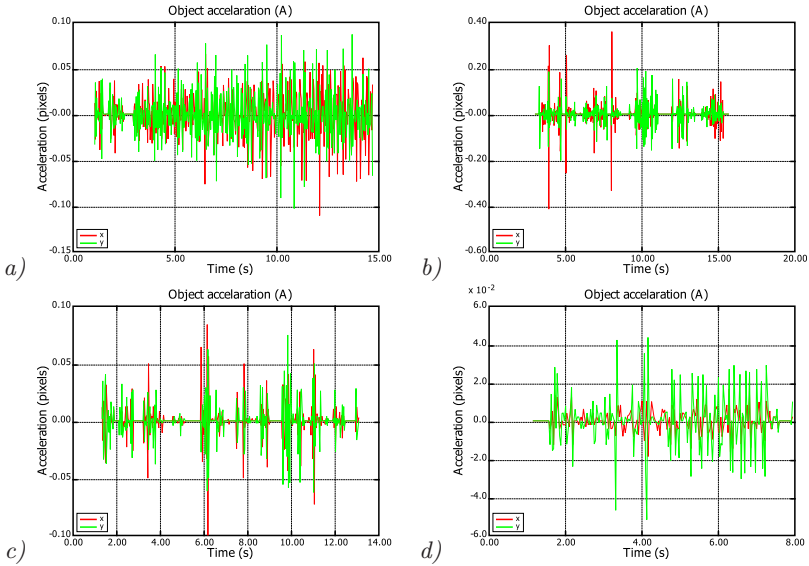 Object accelaration (A)
Acceleration (pixels)
0.10
0.05
-0.00
-0.05
-0.10
-0.15
x
y
0.00 5.00 10.00 15.00
Time (s)
a)
Object accelaration (A)
Acceleration (pixels)
0.40
0.20
-0.00
-0.20
-0.40
-0.60
x
y
0.00 5.00 10.00 15.00 20.00
Time (s)
b)
Object accelaration (A)
Acceleration (pixels)
0.10
0.05
0.00
-0.05
-0.10
x
y
0.00 2.00 4.00 6.00 8.00 10.00 12.00 14.00
Time (s)
c)
Object accelaration (A)
x 10⁻²
Acceleration (pixels)
6.0
4.0
2.0
0.0
-2.0
-4.0
-6.0
x
y
0.00 2.00 4.00 6.00 8.00
Time (s)
d)